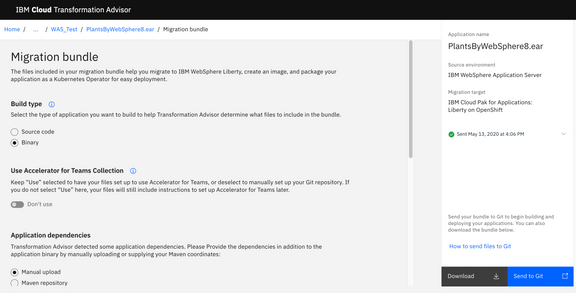 IBM Cloud Transformation Advisor
Home / ... / WAS_Test / PlantsByWebSphere8.ear / Migration bundle
Migration bundle
The files included in your migration bundle help you migrate to IBM WebSphere Liberty, create an image, and package your
application as a Kubernetes Operator for easy deployment.
Build type
Select the type of application you want to build to help Transformation Advisor determine what files to include in the bundle.
Source code
Binary
Use Accelerator for Teams Collection
Keep "Use" selected to have your files set up to use Accelerator for Teams, or deselect to manually set up your Git repository. If
you do not select "Use" here, your files will still include instructions to set up Accelerator for Teams later.
Don't use
Application dependencies
Transformation Advisor detected some application dependencies. Please Provide the dependencies in addition to the
application binary by manually uploading or supplying your Maven coordinates:
Manual upload
Maven repository
Application name
PlantsByWebSphere8.ear
Source environment
IBM WebSphere Application Server
Migration target
IBM Cloud Pak for Applications:
Liberty on OpenShift
Sent May 13, 2020 at 4:06 PM
Send your bundle to Git to begin building and
deploying your applications. You can also
download the bundle below.
How to send files to Git
Download
Send to Git